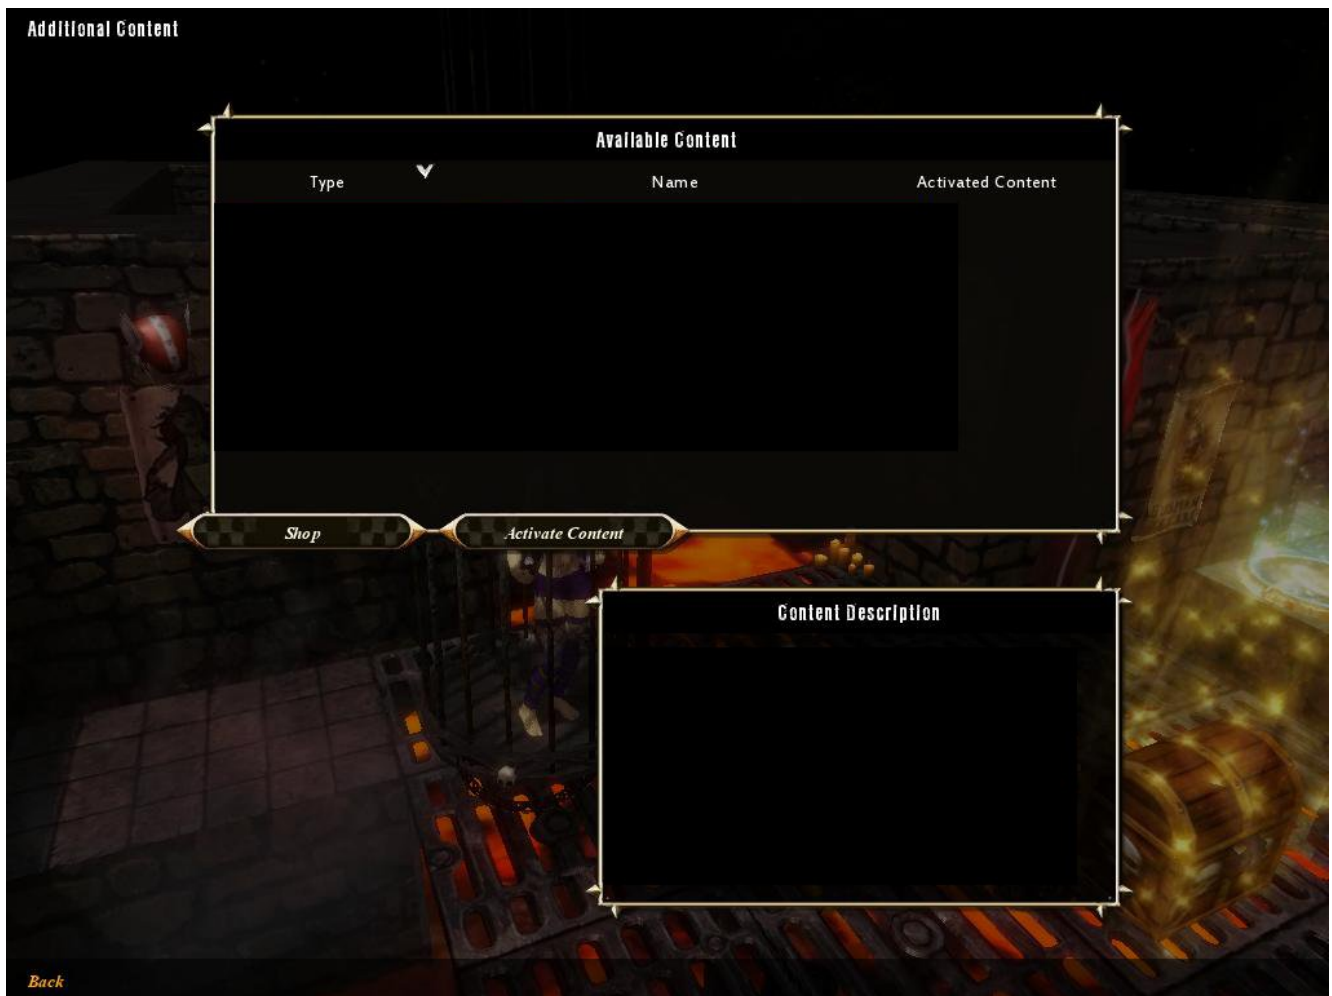 Additional Content
Available Content
Type Name Activated Content
Shop Activate Content
Content Description
Back